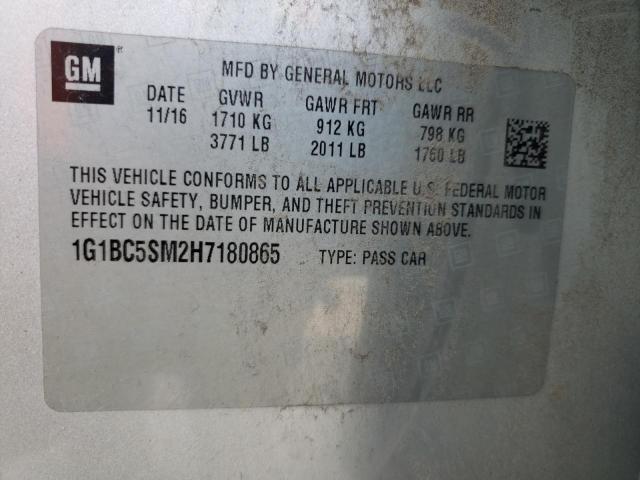 GM ®
MFD BY GENERAL MOTORS LLC
DATE GVWR GAWR FRT GAWR RR
11/16 1710 KG 912 KG 798 KG
3771 LB 2011 LB 1760 LB
THIS VEHICLE CONFORMS TO ALL APPLICABLE U.S. FEDERAL MOTOR
VEHICLE SAFETY, BUMPER, AND THEFT PREVENTION STANDARDS IN
EFFECT ON THE DATE OF MANUFACTURE SHOWN ABOVE.
1G1BC5SM2H7180865 TYPE: PASS CAR